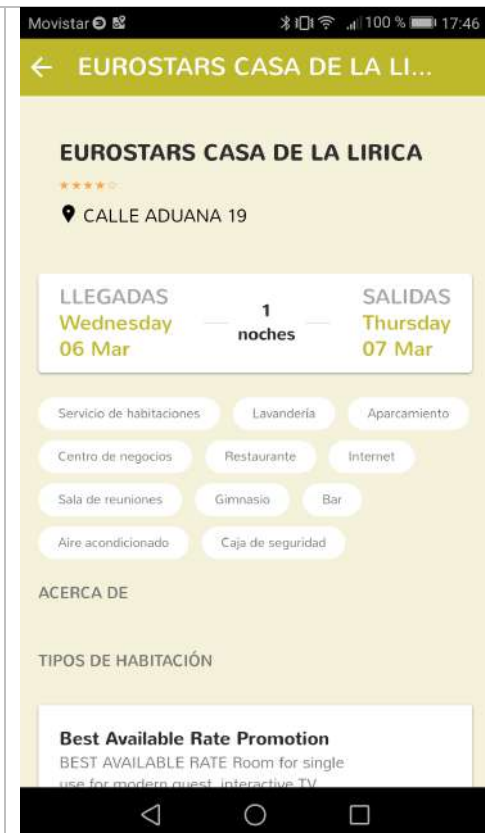 Movistar 100 % 17:46
EUROSTARS CASA DE LA LI...
EUROSTARS CASA DE LA LIRICA
CALLE ADUANA 19
LLEGADAS
Wednesday
06 Mar
1
noches
SALIDAS
Thursday
07 Mar
Servicio de habitaciones Lavandería Aparcamiento
Centro de negocios Restaurante Internet
Sala de reuniones Gimnasio Bar
Aire acondicionado Caja de seguridad
ACERCA DE
TIPOS DE HABITACIÓN
Best Available Rate Promotion
BEST AVAILABLE RATE Room for single
use for modern guest, interactive TV